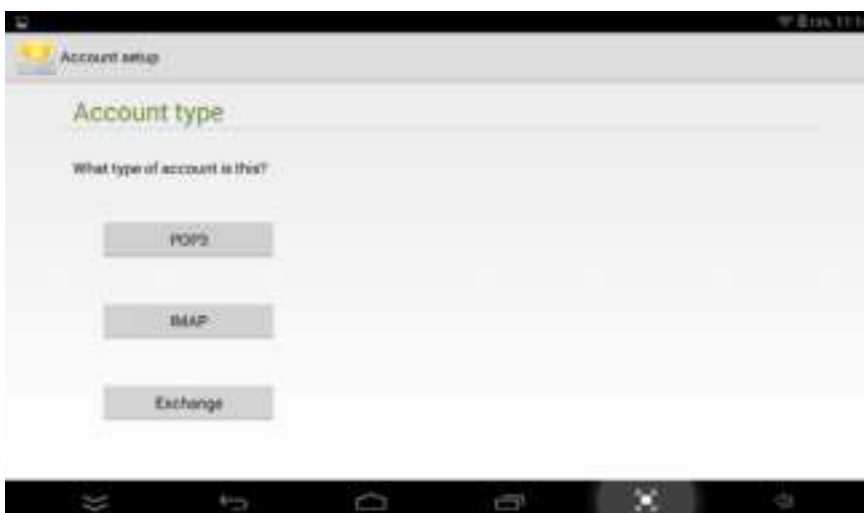 Account setup
Account type
What type of account is this?
POP3
IMAP
Exchange